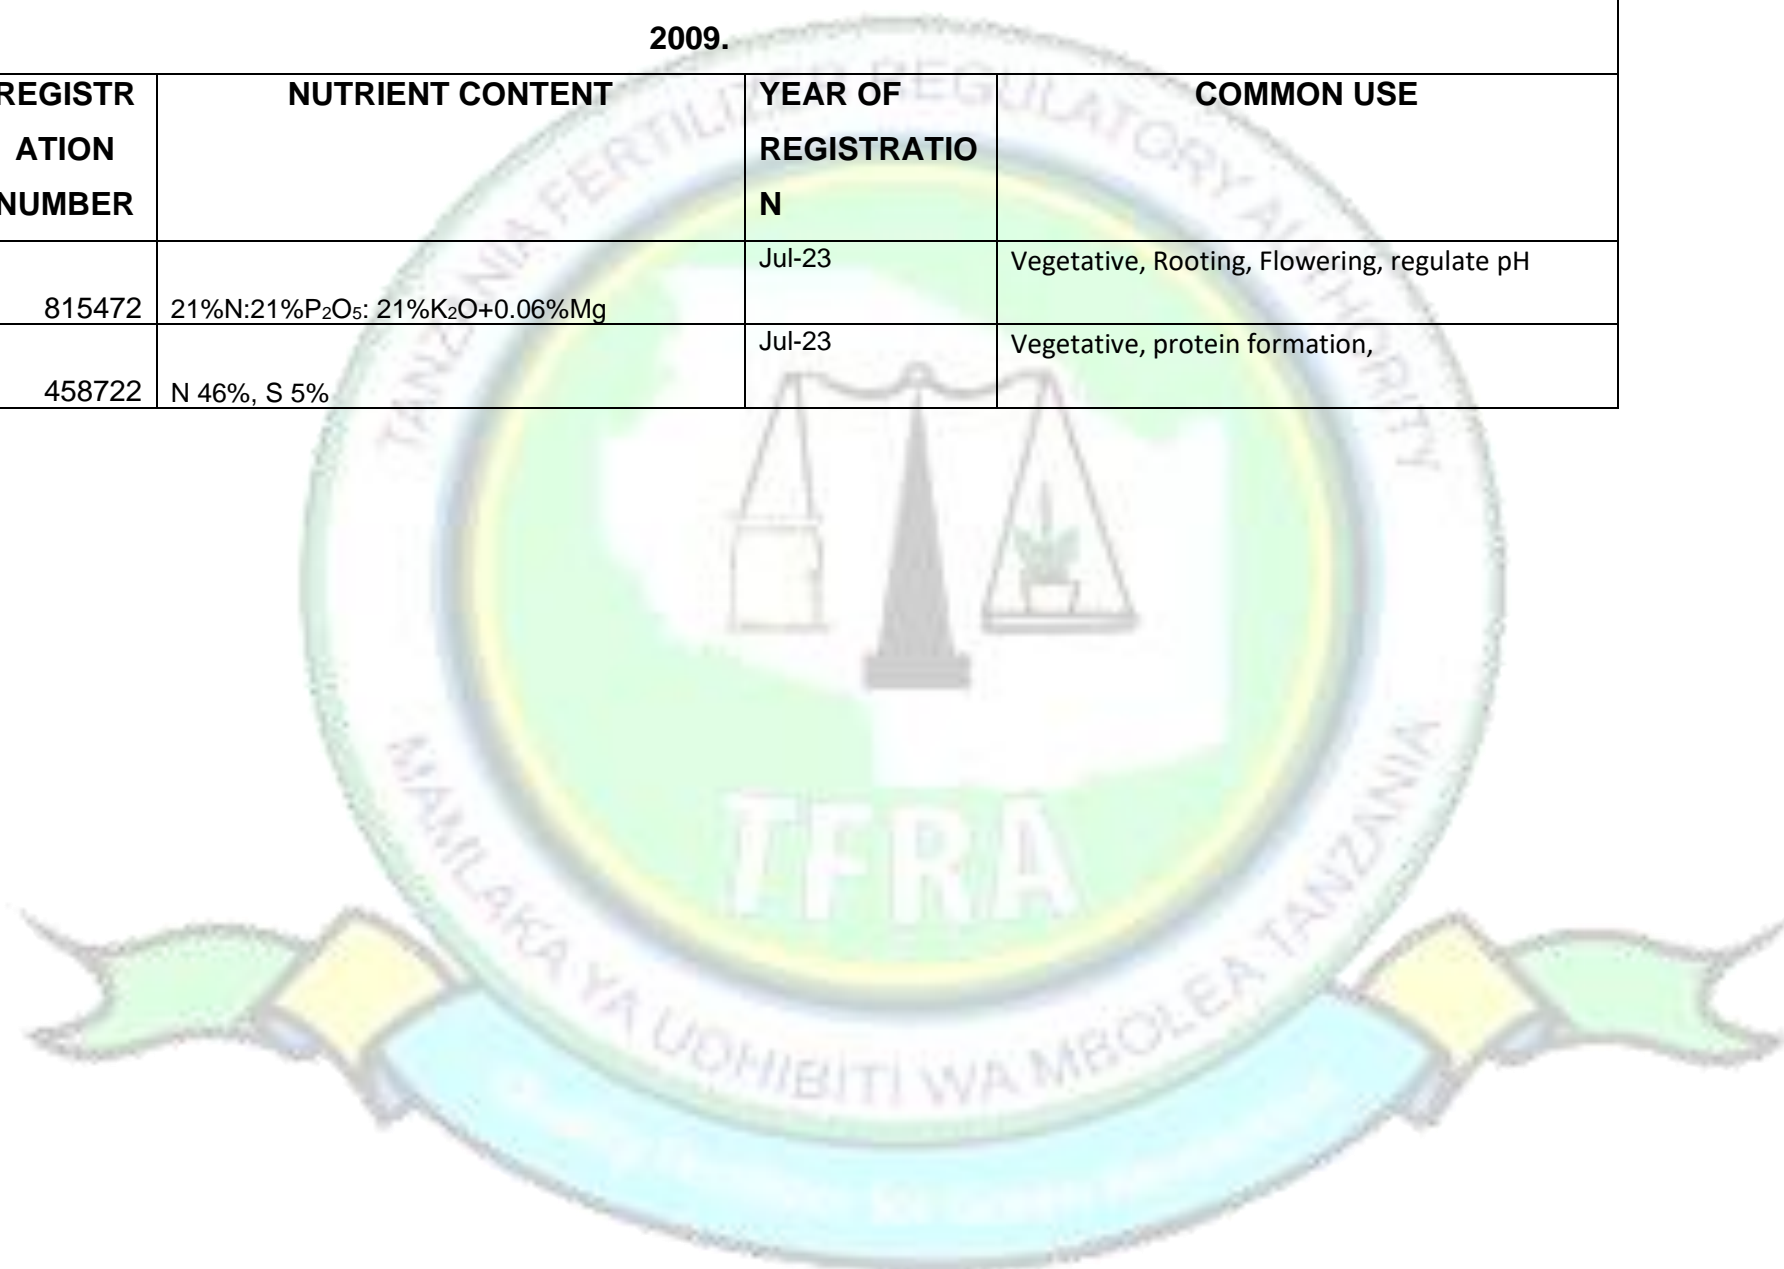 2009.
REGISTR
ATION
NUMBER
NUTRIENT CONTENT
YEAR OF
REGISTRATIO
N
COMMON USE
815472
21%N:21%P₂O₅: 21%K₂O+0.06%Mg
Jul-23
Vegetative, Rooting, Flowering, regulate pH
458722
N 46%, S 5%
Jul-23
Vegetative, protein formation,
TANZANIA FERTILIZER REGULATORY AUTHORITY
TFRA
MAMLAKA YA UDHIBITI WA MBOLEA TANZANIA